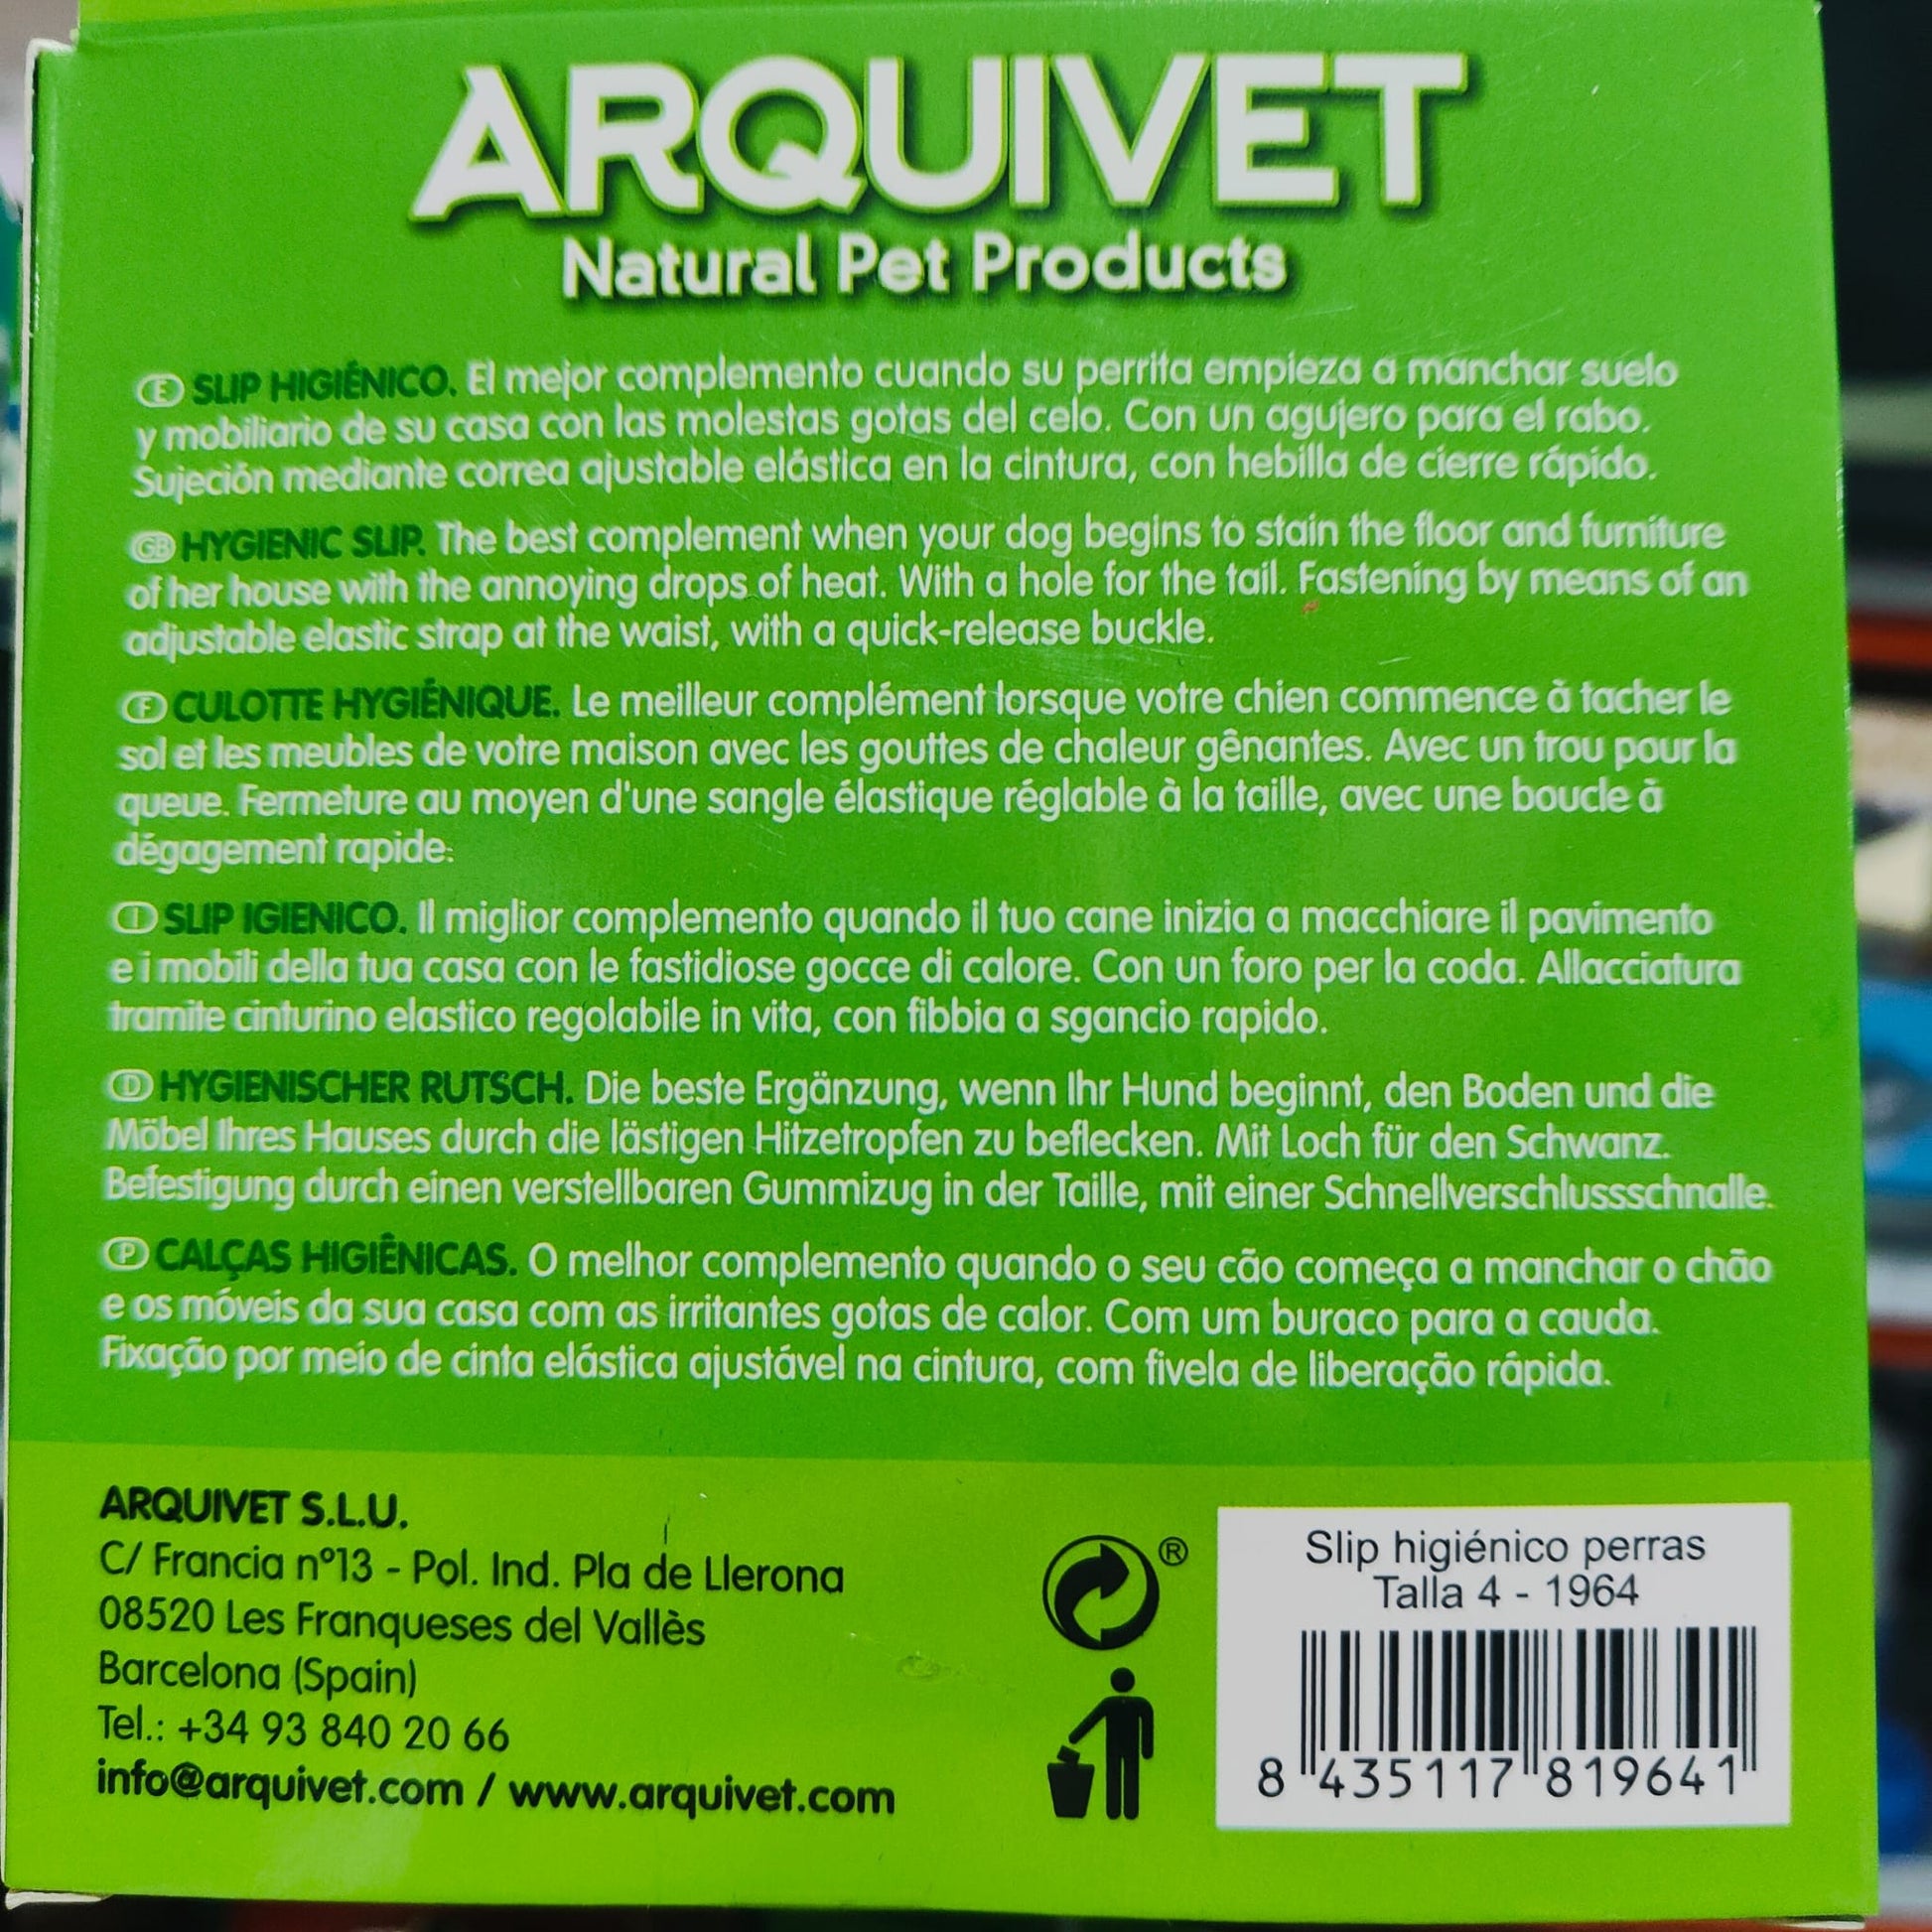 ARQUIVET
Natural Pet Products
E SLIP HIGIÉNICO. El mejor complemento cuando su perrita empieza a manchar suelo
y mobiliario de su casa con las molestas gotas del celo. Con un agujero para el rabo.
Sujeción mediante correa ajustable elástica en la cintura, con hebilla de cierre rápido.
GB HYGIENIC SLIP. The best complement when your dog begins to stain the floor and furniture
of her house with the annoying drops of heat. With a hole for the tail. Fastening by means of an
adjustable elastic strap at the waist, with a quick-release buckle.
F CULOTTE HYGIÉNIQUE. Le meilleur complément lorsque votre chien commence à tacher le
sol et les meubles de votre maison avec les gouttes de chaleur gênantes. Avec un trou pour la
queue. Fermeture au moyen d'une sangle élastique réglable à la taille, avec une boucle à
dégagement rapide.
I SLIP IGIENICO. Il miglior complemento quando il tuo cane inizia a macchiare il pavimento
e i mobili della tua casa con le fastidiose gocce di calore. Con un foro per la coda. Allacciatura
tramite cinturino elastico regolabile in vita, con fibbia a sgancio rapido.
D HYGIENISCHER RUTSCH. Die beste Ergänzung, wenn Ihr Hund beginnt, den Boden und die
Möbel Ihres Hauses durch die lästigen Hitzetropfen zu beflecken. Mit Loch für den Schwanz.
Befestigung durch einen verstellbaren Gummizug in der Taille, mit einer Schnellverschlussschnalle.
P CALÇAS HIGIÊNICAS. O melhor complemento quando o seu cão começa a manchar o chão
e os móveis da sua casa com as irritantes gotas de calor. Com um buraco para a cauda.
Fixação por meio de cinta elástica ajustável na cintura, com fivela de liberação rápida.
ARQUIVET S.L.U.
C/ Francia nº13 - Pol. Ind. Pla de Llerona
08520 Les Franqueses del Vallès
Barcelona (Spain)
Tel.: +34 93 840 20 66
info@arquivet.com / www.arquivet.com
®
Slip higiénico perras
Talla 4 - 1964
8 435117 819641